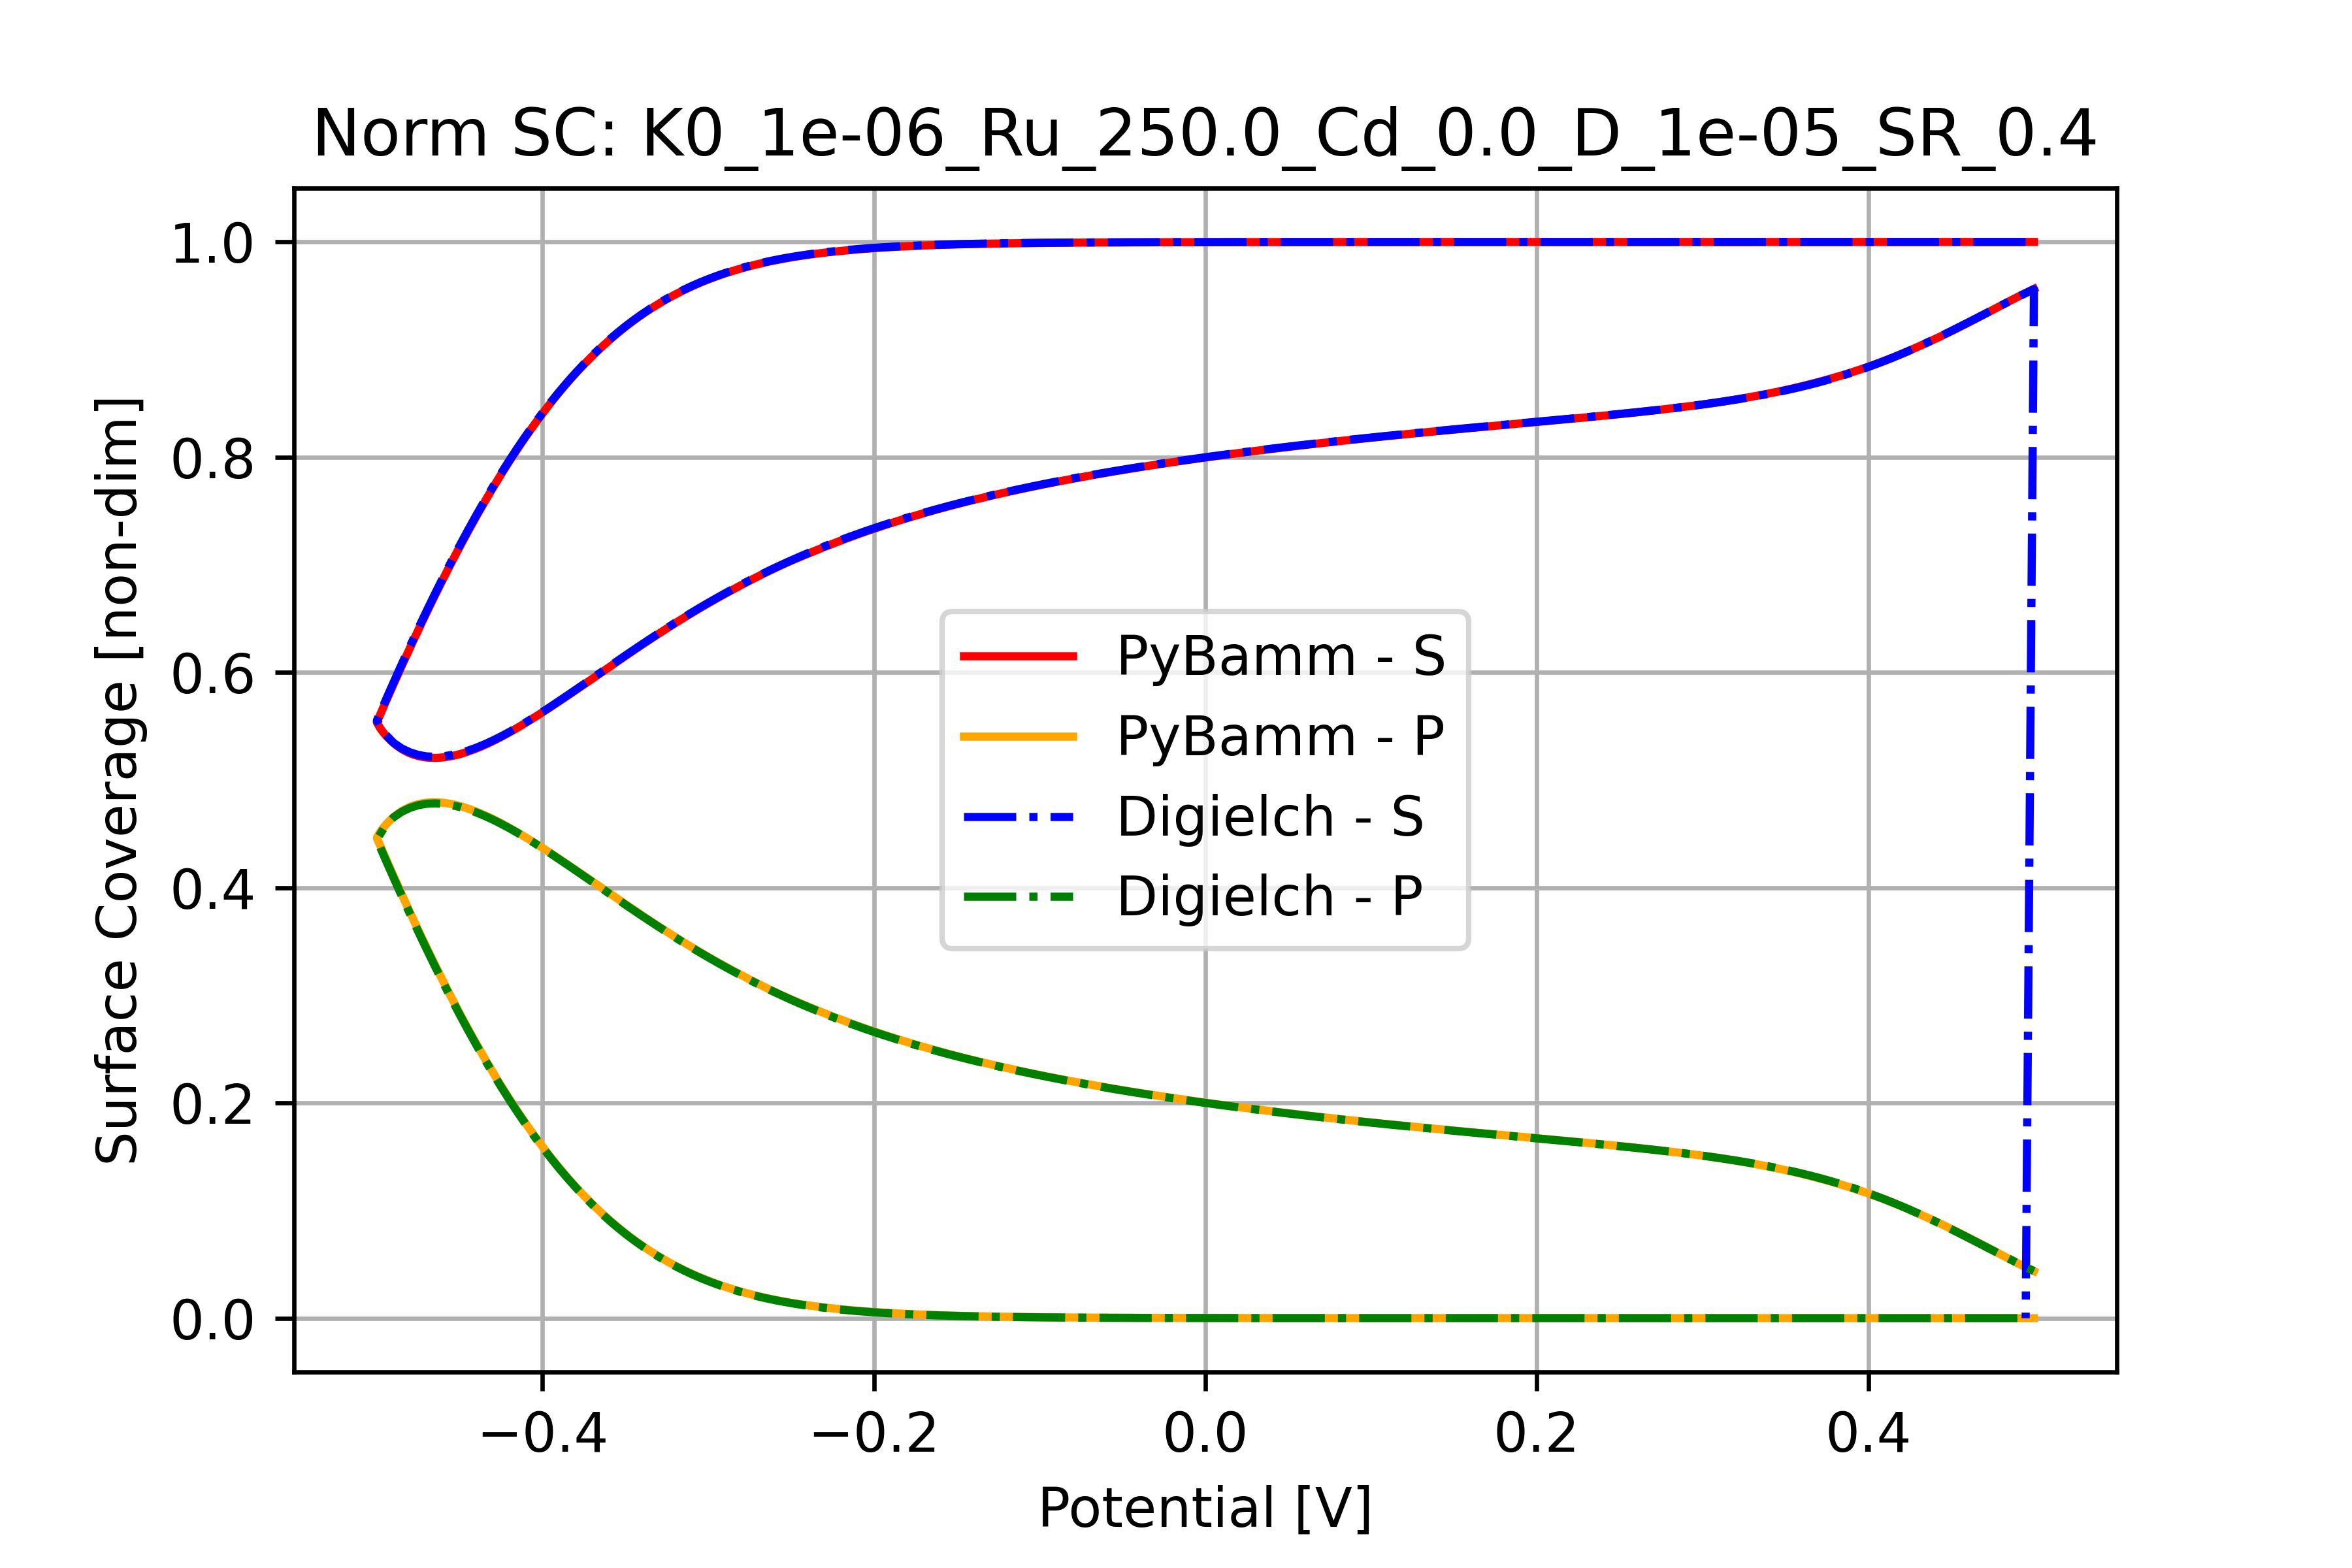 Norm SC: K0_1e-06_Ru_250.0_Cd_0.0_D_1e-05_SR_0.4
Surface Coverage [non-dim]
1.0
0.8
0.6
0.4
0.2
0.0
PyBamm - S
PyBamm - P
Digielch - S
Digielch - P
−0.4
−0.2
0.0
0.2
0.4
Potential [V]